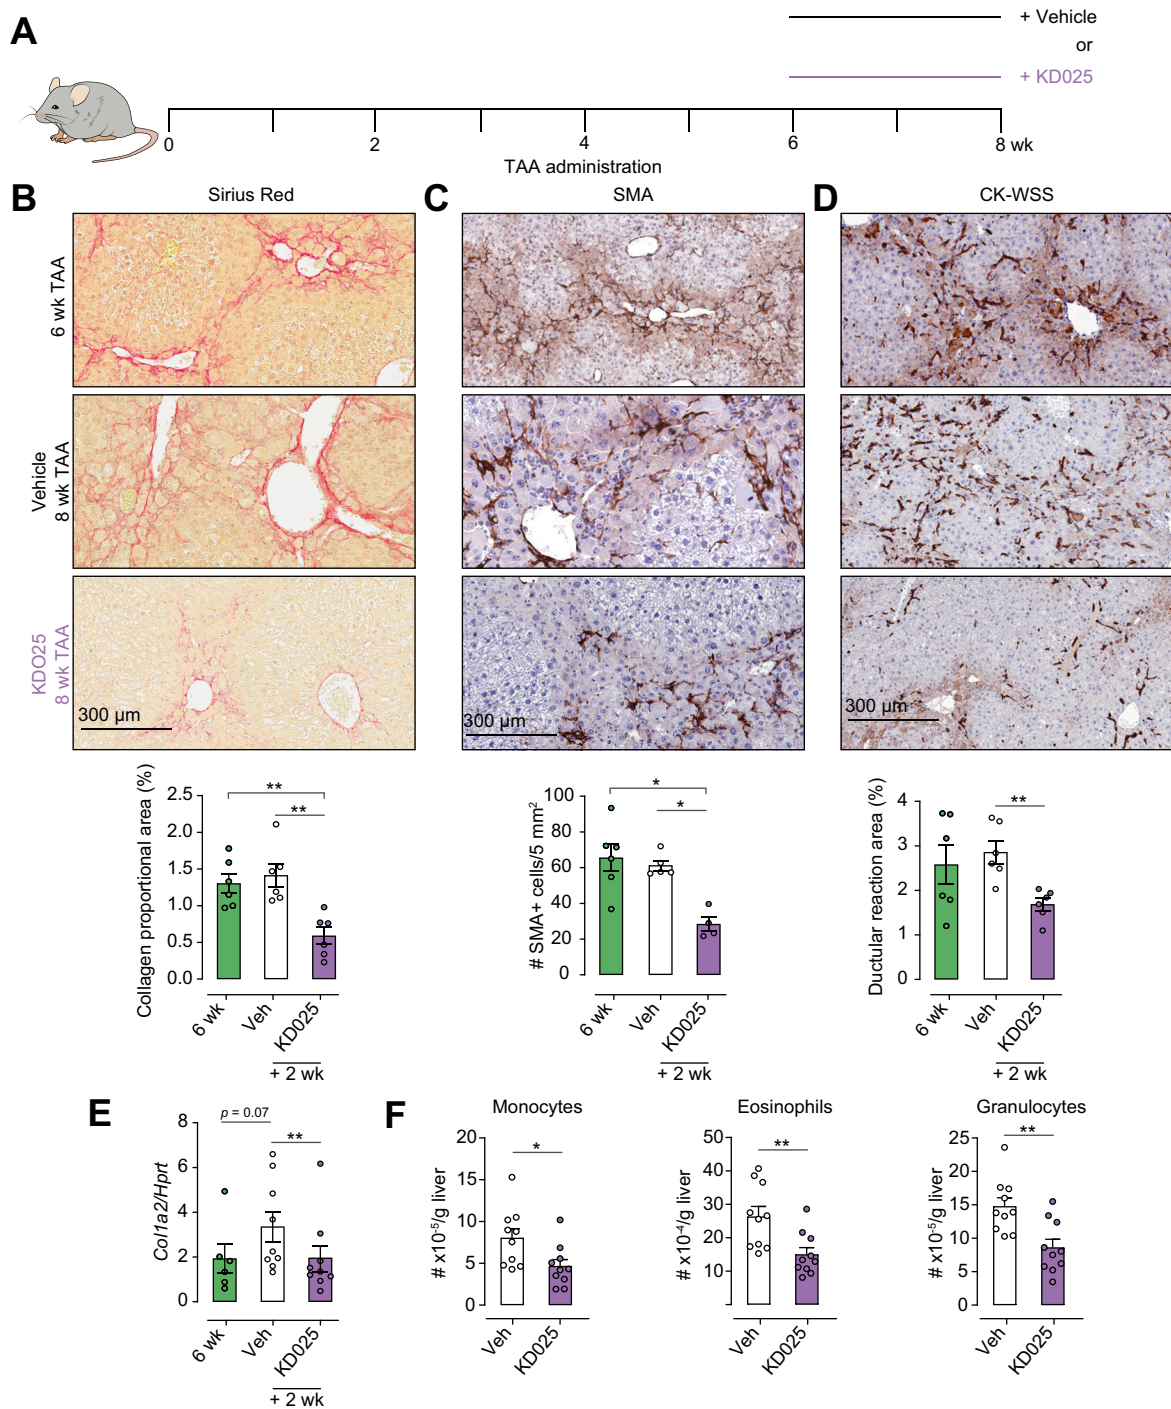 A
+ Vehicle
or
+ KD025
0
2
4
6
8 wk
TAA administration
B
Sirius Red
C
SMA
D
CK-WSS
6 wk TAA
Vehicle
8 wk TAA
KDO25
8 wk TAA
300 µm
300 µm
300 µm
Collagen proportional area (%)
2.5
2.0
1.5
1.0
0.5
0.0
**
**
6 wk
Veh
KD025
+ 2 wk
# SMA+ cells/5 mm²
100
80
60
40
20
0
*
*
6 wk
Veh
KD025
+ 2 wk
Ductular reaction area (%)
4
3
2
1
0
**
6 wk
Veh
KD025
+ 2 wk
E
Col1a2/Hprt
8
6
4
2
0
p = 0.07
**
6 wk
Veh
KD025
+ 2 wk
F
Monocytes
# x10⁻⁵/g liver
20
15
10
5
0
*
Veh
KD025
Eosinophils
# x10⁻⁴/g liver
50
40
30
20
10
**
Veh
KD025
Granulocytes
# x10⁻⁵/g liver
25
20
15
10
5
0
**
Veh
KD025